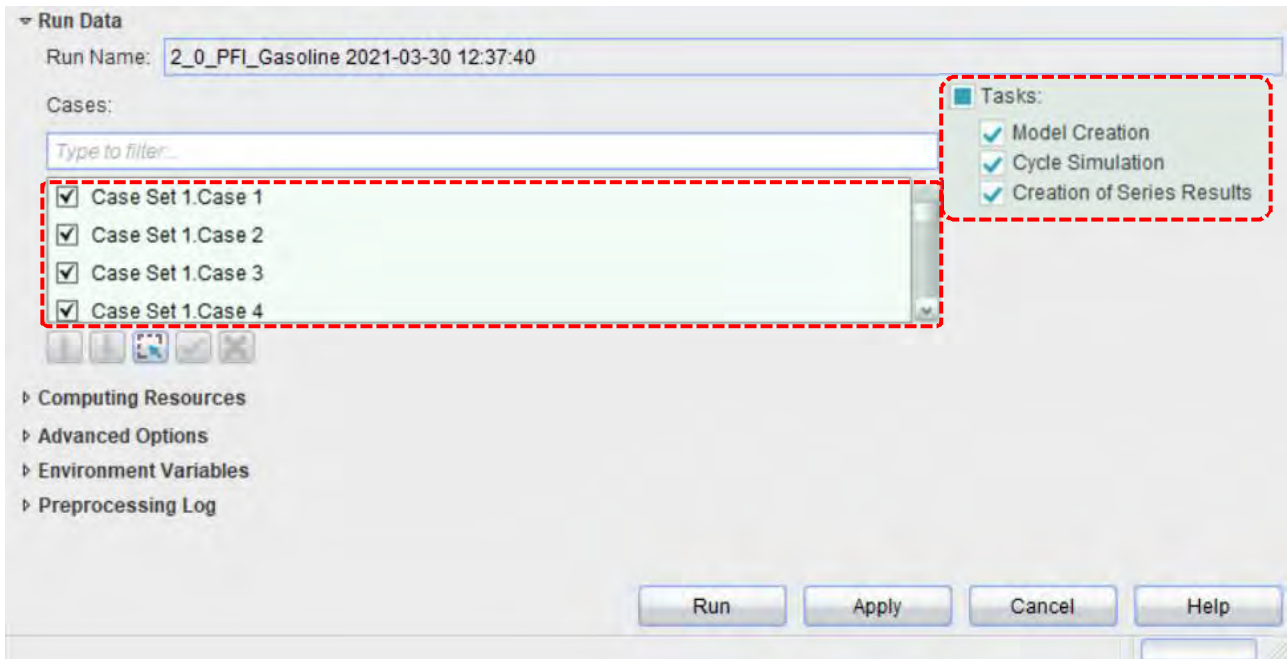 Run Data
Run Name: 2_0_PFI_Gasoline 2021-03-30 12:37:40
Cases:
Type to filter...
Case Set 1.Case 1
Case Set 1.Case 2
Case Set 1.Case 3
Case Set 1.Case 4
Tasks:
Model Creation
Cycle Simulation
Creation of Series Results
Computing Resources
Advanced Options
Environment Variables
Preprocessing Log
Run Apply Cancel Help